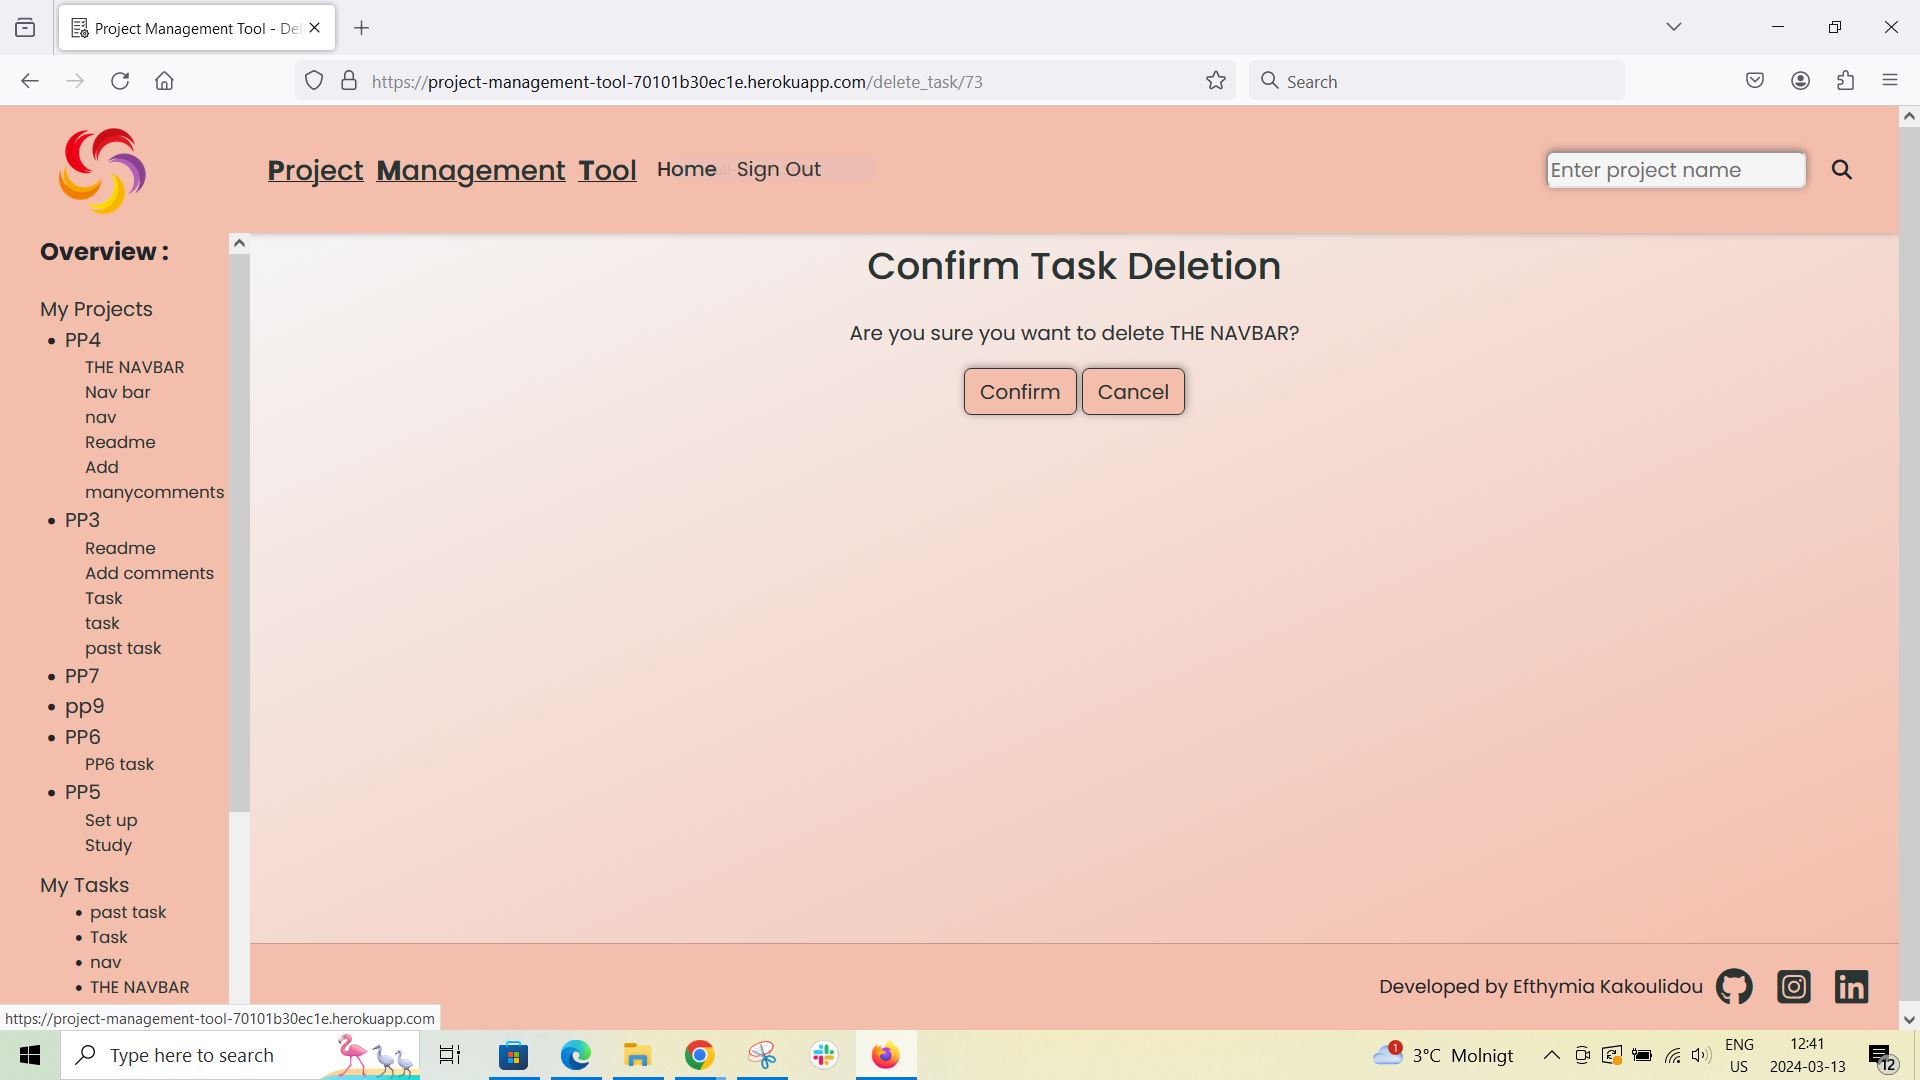 Project Management Tool - Del
https://project-management-tool-70101b30ec1e.herokuapp.com/delete_task/73
Search
Project Management Tool
Home
Sign Out
Enter project name
Overview :
My Projects
PP4
THE NAVBAR
Nav bar
nav
Readme
Add
manycomments
PP3
Readme
Add comments
Task
task
past task
PP7
pp9
PP6
PP6 task
PP5
Set up
Study
My Tasks
past task
Task
nav
THE NAVBAR
Confirm Task Deletion
Are you sure you want to delete THE NAVBAR?
Confirm
Cancel
Developed by Efthymia Kakoulidou
in
https://project-management-tool-70101b30ec1e.herokuapp.com
Type here to search
1
3°C Molnigt
ENG
US
12:41
2024-03-13
12